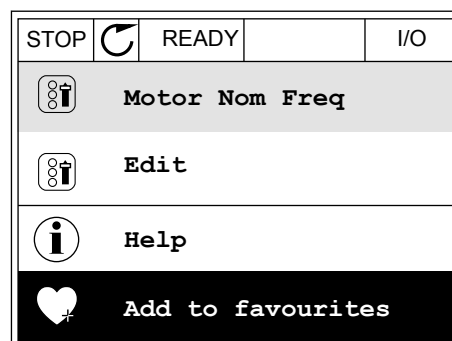 STOP READY I/O
Motor Nom Freq
Edit
Help
Add to favourites